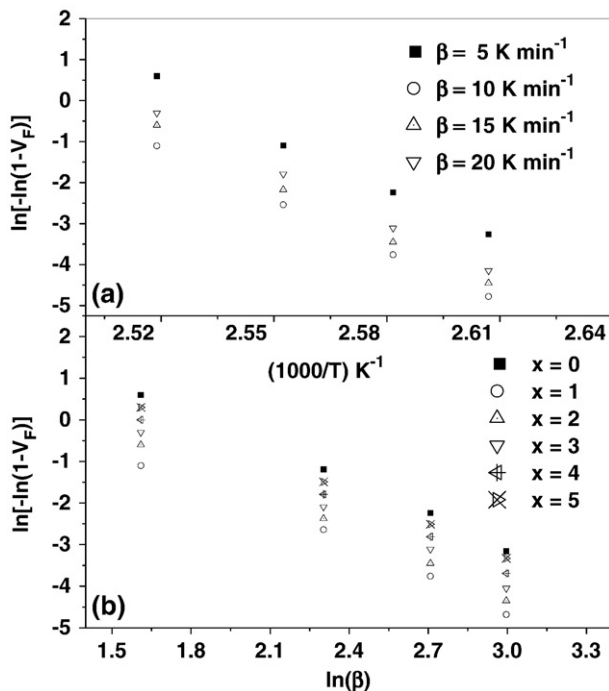 2
1
0
-1
-2
-3
-4
-5
ln[-ln(1-V_F)]
β = 5 K min⁻¹
β = 10 K min⁻¹
β = 15 K min⁻¹
β = 20 K min⁻¹
(a)
2.52 2.55 2.58 2.61 2.64
(1000/T) K⁻¹
2
1
0
-1
-2
-3
-4
-5
ln[-ln(1-V_F)]
x = 0
x = 1
x = 2
x = 3
x = 4
x = 5
(b)
1.5 1.8 2.1 2.4 2.7 3.0 3.3
ln(β)